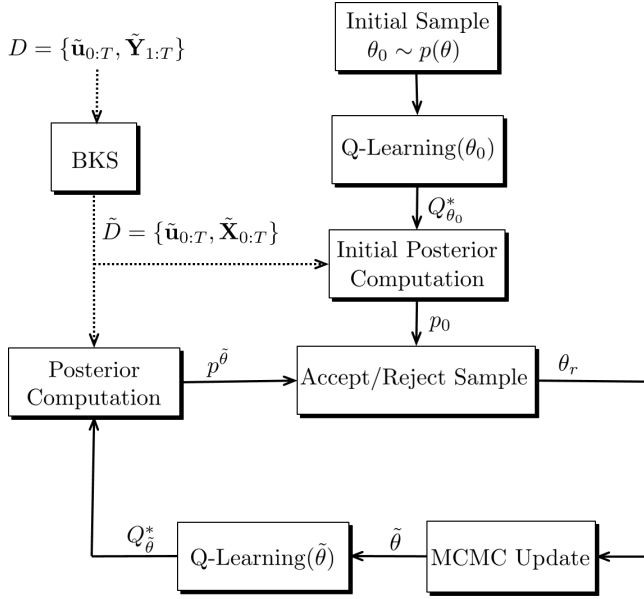 D = {ũ_{0:T}, Ỹ_{1:T}}
Initial Sample
θ_0 ∼ p(θ)
BKS
Q-Learning(θ_0)
Q*_{θ_0}
D̃ = {ũ_{0:T}, X̃_{0:T}}
Initial Posterior
Computation
p_0
Posterior
Computation
p^{θ̃}
Accept/Reject Sample
θ_r
Q*_{θ̃}
Q-Learning(θ̃)
θ̃
MCMC Update